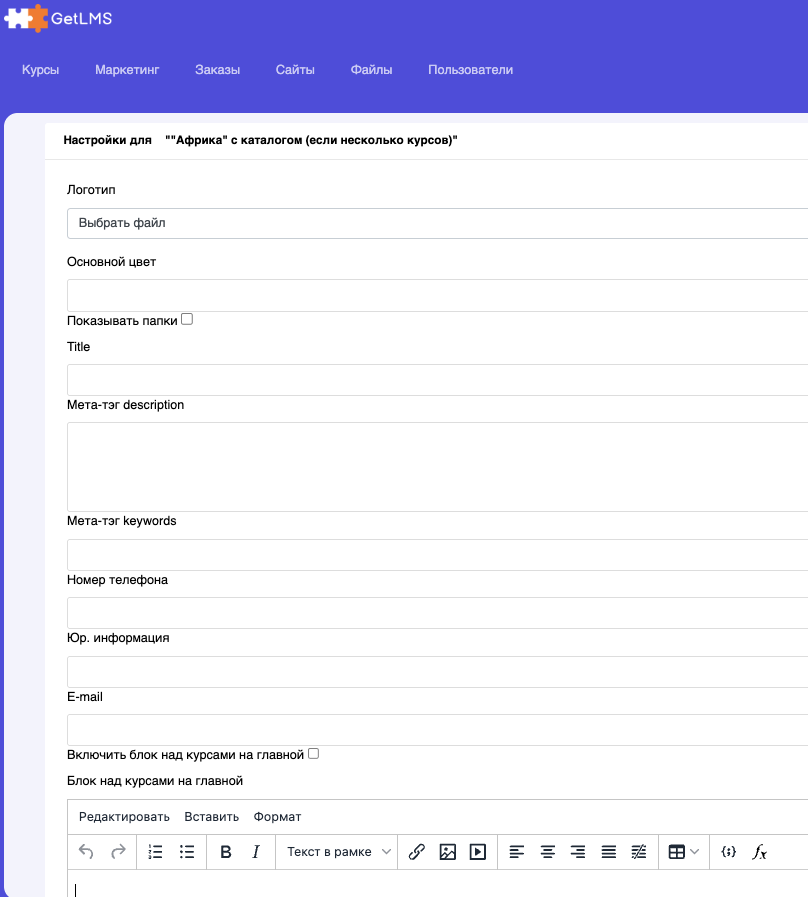 GetLMS
Курсы Маркетинг Заказы Сайты Файлы Пользователи
Настройки для ""Африка" с каталогом (если несколько курсов)"
Логотип
Выбрать файл
Основной цвет
Показывать папки
Title
Мета-тэг description
Мета-тэг keywords
Номер телефона
Юр. информация
E-mail
Включить блок над курсами на главной
Блок над курсами на главной
Редактировать Вставить Формат
B I Текст в рамке {;} fx